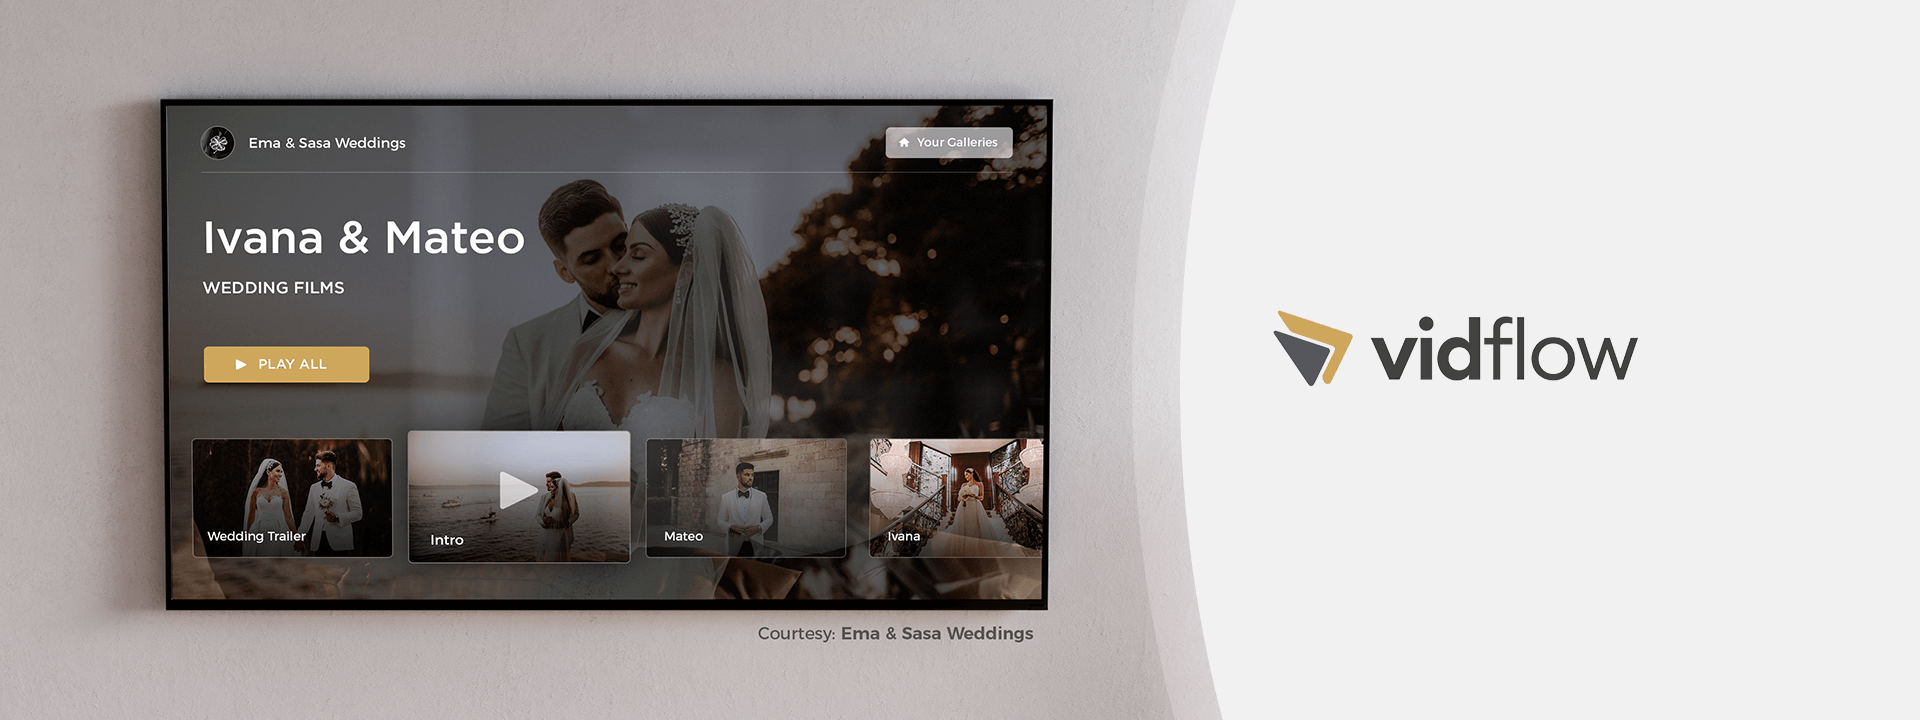 Ema & Sasa Weddings
Your Galleries
Ivana & Mateo
WEDDING FILMS
PLAY ALL
Wedding Trailer
Intro
Mateo
Ivana
Courtesy: Ema & Sasa Weddings
vidflow